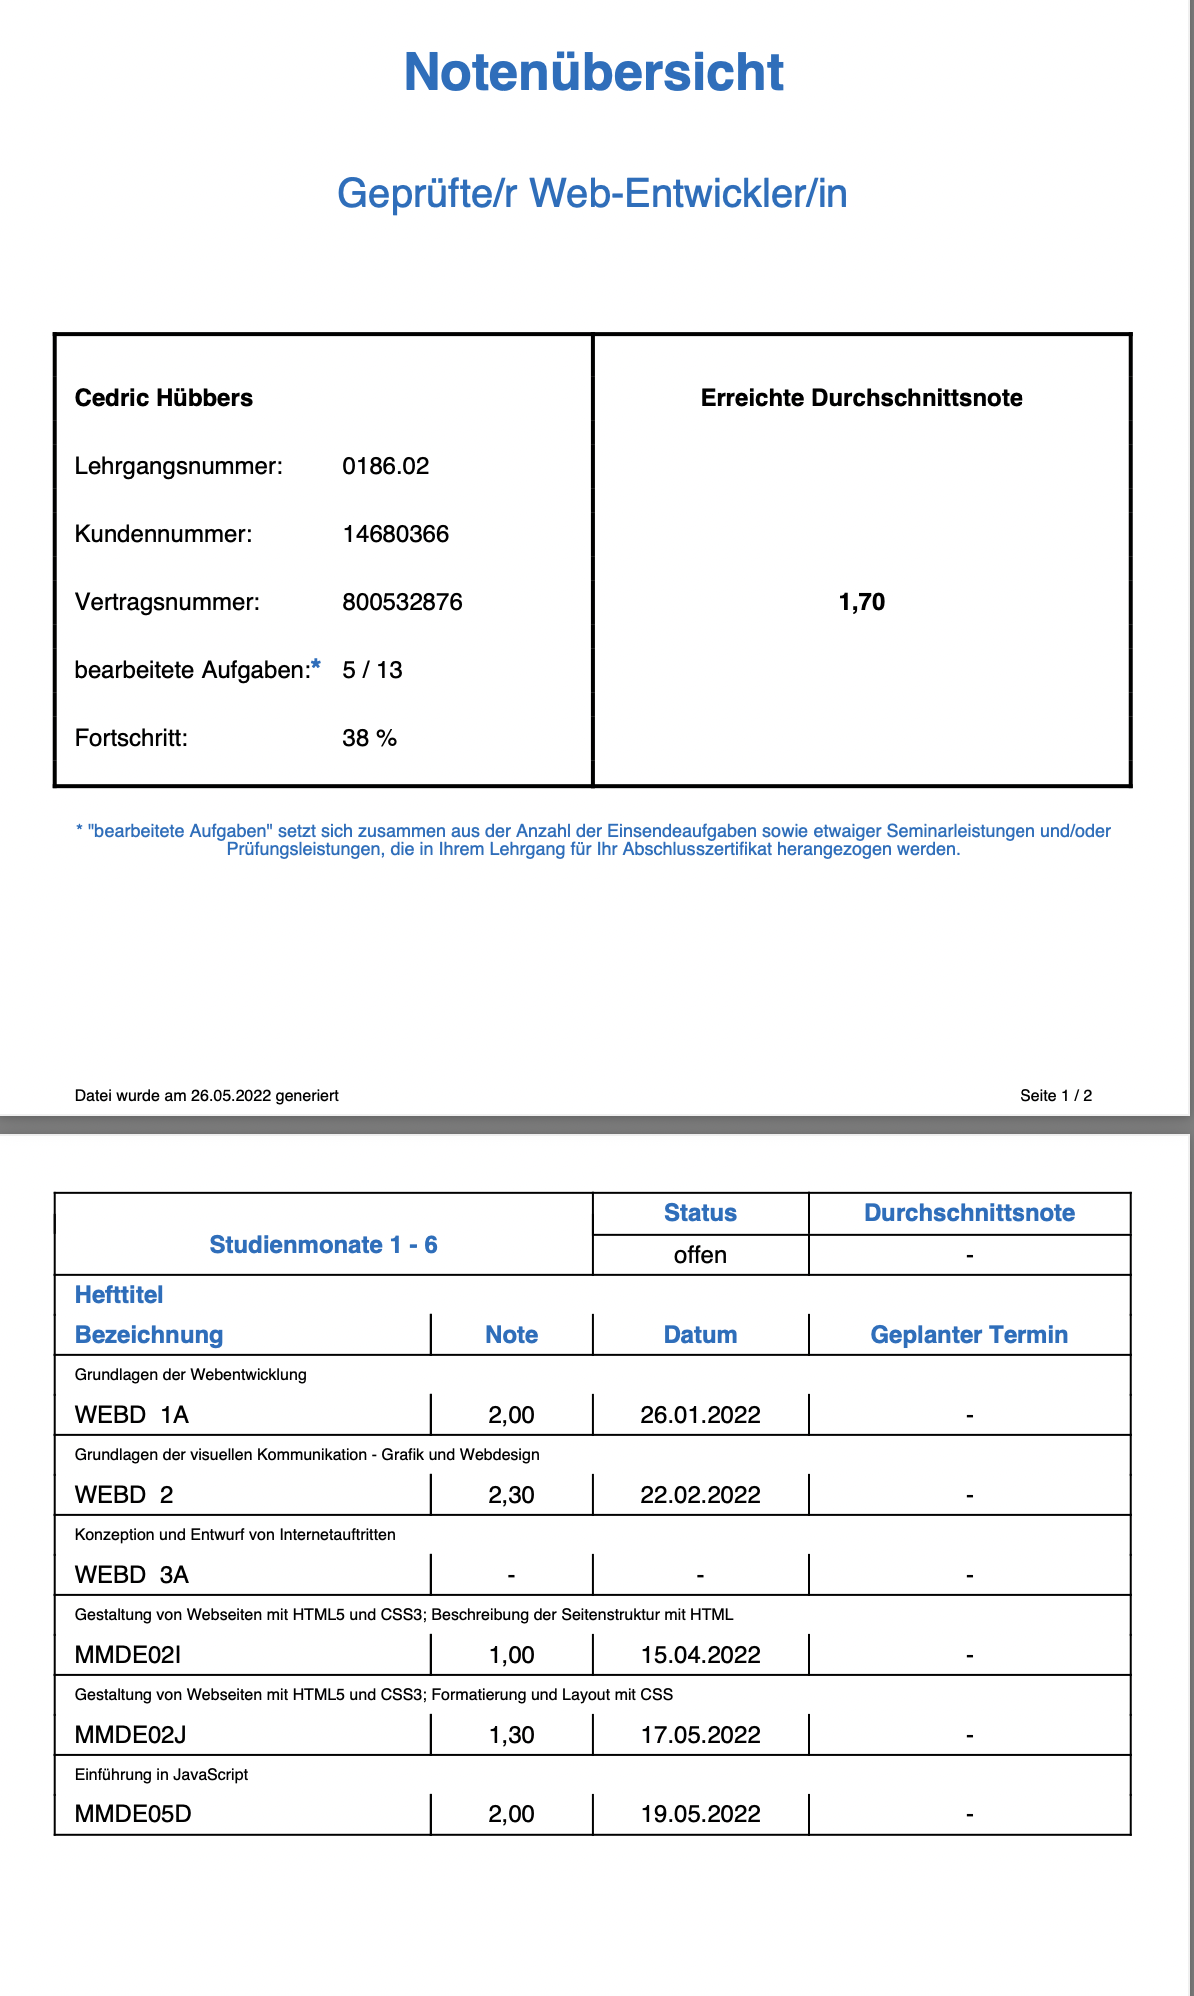 Notenübersicht
Geprüfte/r Web-Entwickler/in
Cedric Hübbers
Erreichte Durchschnittsnote
Lehrgangsnummer: 0186.02
Kundennummer: 14680366
Vertragsnummer: 800532876
1,70
bearbeitete Aufgaben:* 5 / 13
Fortschritt: 38 %
* "bearbeitete Aufgaben" setzt sich zusammen aus der Anzahl der Einsendeaufgaben sowie etwaiger Seminarleistungen und/oder
Prüfungsleistungen, die in Ihrem Lehrgang für Ihr Abschlusszertifikat herangezogen werden.
Datei wurde am 26.05.2022 generiert Seite 1 / 2
Studienmonate 1 - 6
Status Durchschnittsnote
offen -
Hefttitel
Bezeichnung Note Datum Geplanter Termin
Grundlagen der Webentwicklung
WEBD 1A 2,00 26.01.2022 -
Grundlagen der visuellen Kommunikation - Grafik und Webdesign
WEBD 2 2,30 22.02.2022 -
Konzeption und Entwurf von Internetauftritten
WEBD 3A - - -
Gestaltung von Webseiten mit HTML5 und CSS3; Beschreibung der Seitenstruktur mit HTML
MMDE02I 1,00 15.04.2022 -
Gestaltung von Webseiten mit HTML5 und CSS3; Formatierung und Layout mit CSS
MMDE02J 1,30 17.05.2022 -
Einführung in JavaScript
MMDE05D 2,00 19.05.2022 -